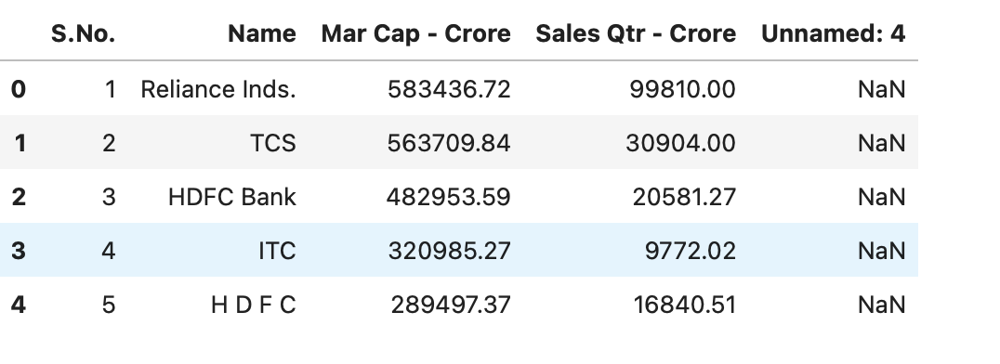 S.No. Name Mar Cap - Crore Sales Qtr - Crore Unnamed: 4
0 1 Reliance Inds. 583436.72 99810.00 NaN
1 2 TCS 563709.84 30904.00 NaN
2 3 HDFC Bank 482953.59 20581.27 NaN
3 4 ITC 320985.27 9772.02 NaN
4 5 H D F C 289497.37 16840.51 NaN